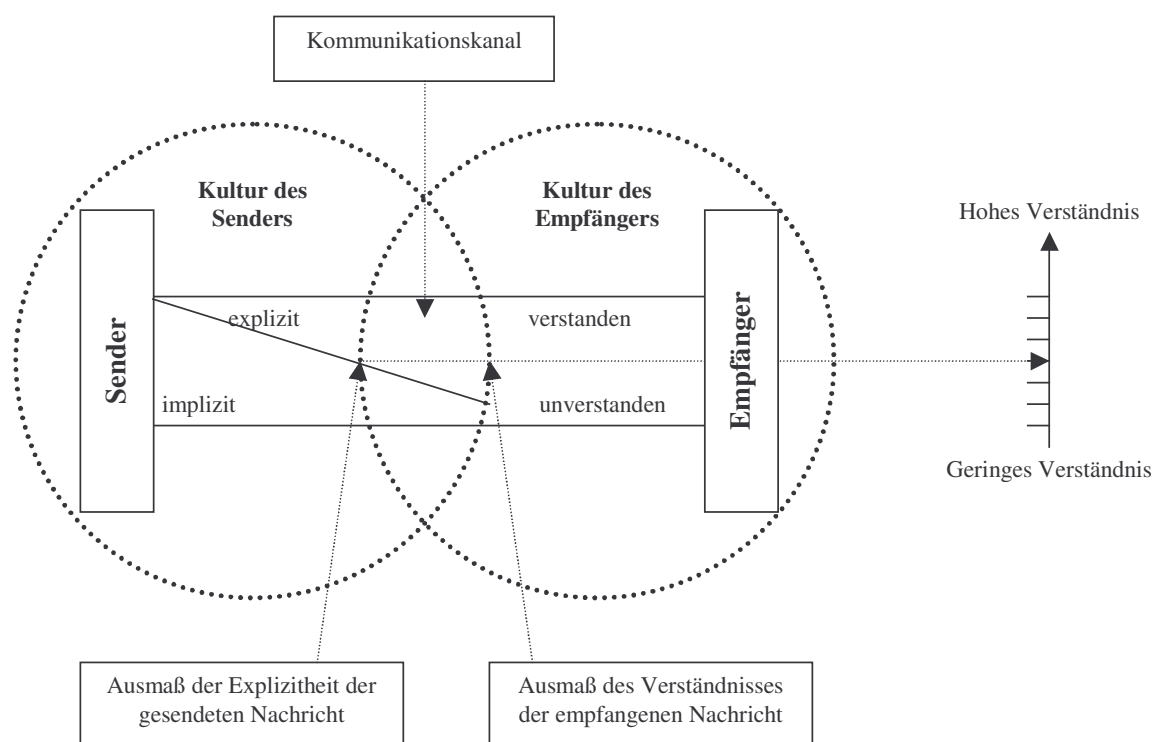 Kommunikationskanal
Kultur des
Senders
Kultur des
Empfängers
Hohes Verständnis
Sender
explizit
verstanden
Empfänger
implizit
unverstanden
Geringes Verständnis
Ausmaß der Explizitheit der
gesendeten Nachricht
Ausmaß des Verständnisses
der empfangenen Nachricht